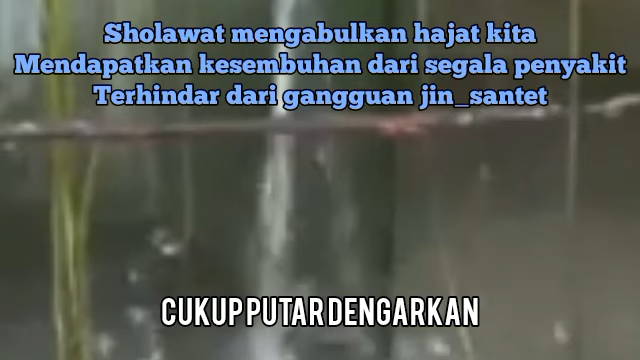 Sholawat mengabulkan hajat kita
Mendapatkan kesembuhan dari segala penyakit
Terhindar dari gangguan jin_santet
CUKUP PUTAR DENGARKAN